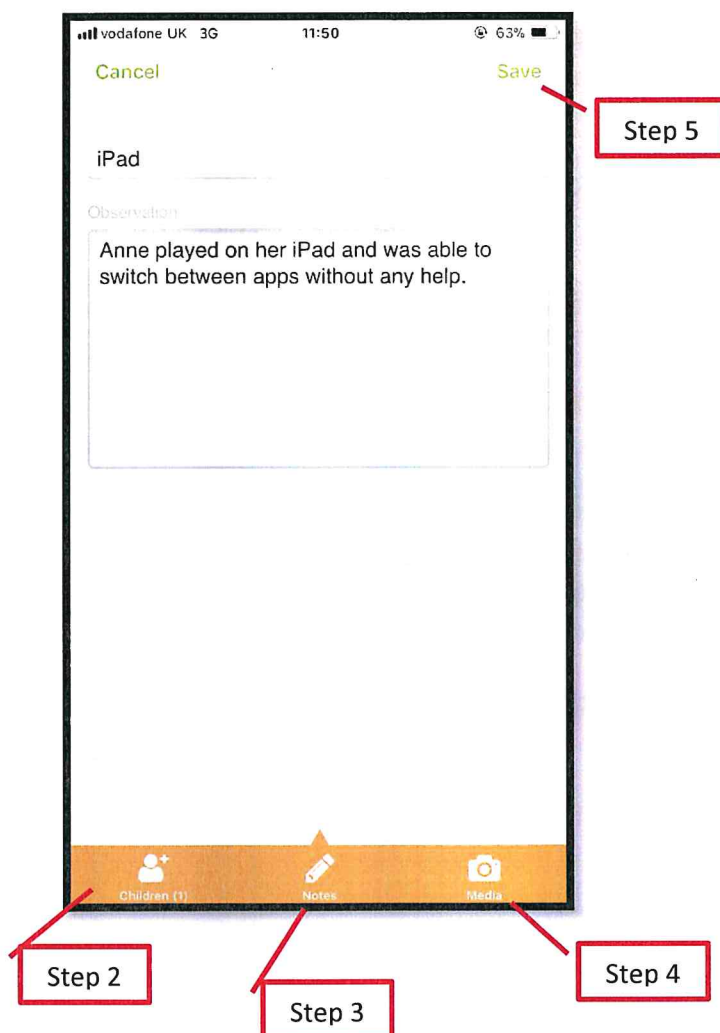 vodafone UK 3G 11:50 63%
Cancel Save
Step 5
iPad
Observation
Anne played on her iPad and was able to
switch between apps without any help.
Children (1) Notes Media
Step 2
Step 4
Step 3